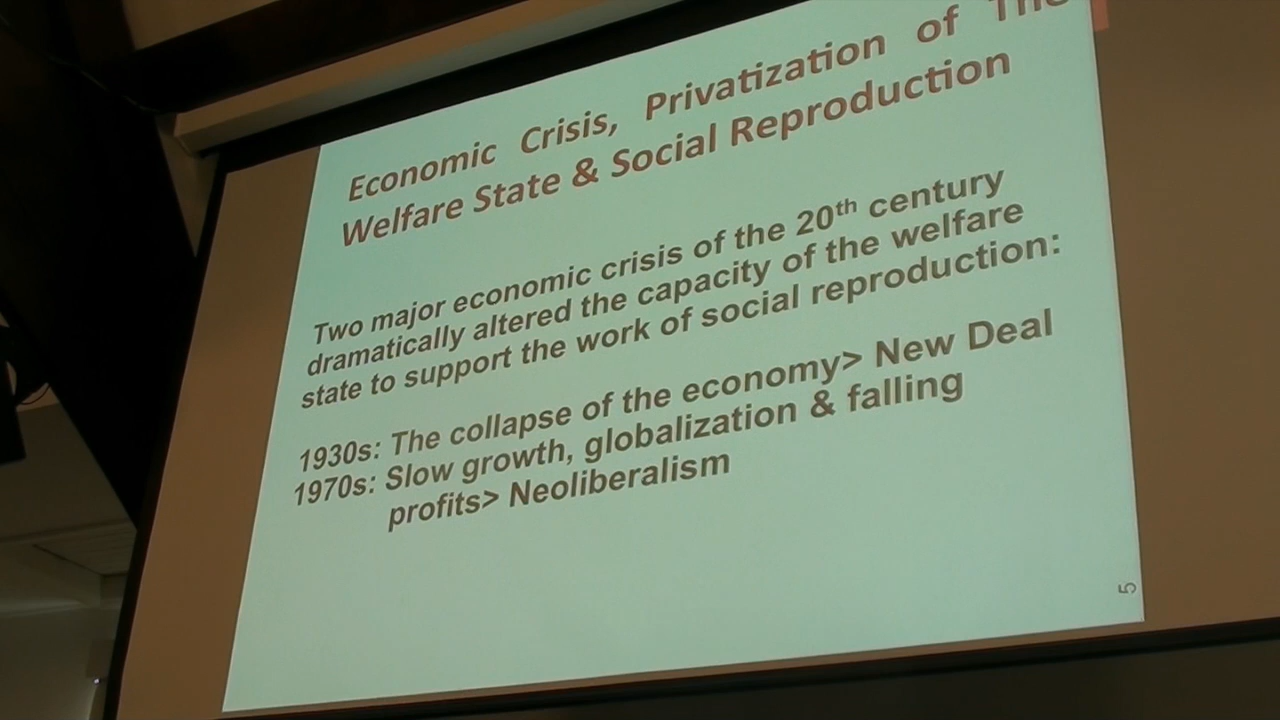 Economic Crisis, Privatization of The
Welfare State & Social Reproduction
Two major economic crisis of the 20th century
dramatically altered the capacity of the welfare
state to support the work of social reproduction:
1930s: The collapse of the economy> New Deal
1970s: Slow growth, globalization & falling
profits> Neoliberalism
5